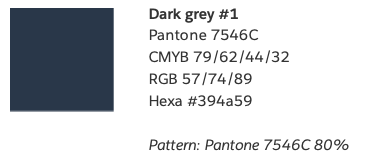 Dark grey #1
Pantone 7546C
CMYB 79/62/44/32
RGB 57/74/89
Hexa #394a59
Pattern: Pantone 7546C 80%